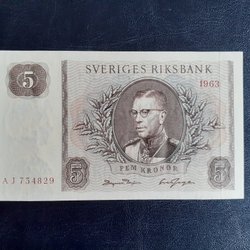 5 SVERIGES RIKSBANK
1963
AJ 734829
5 FEM KRONOR 5